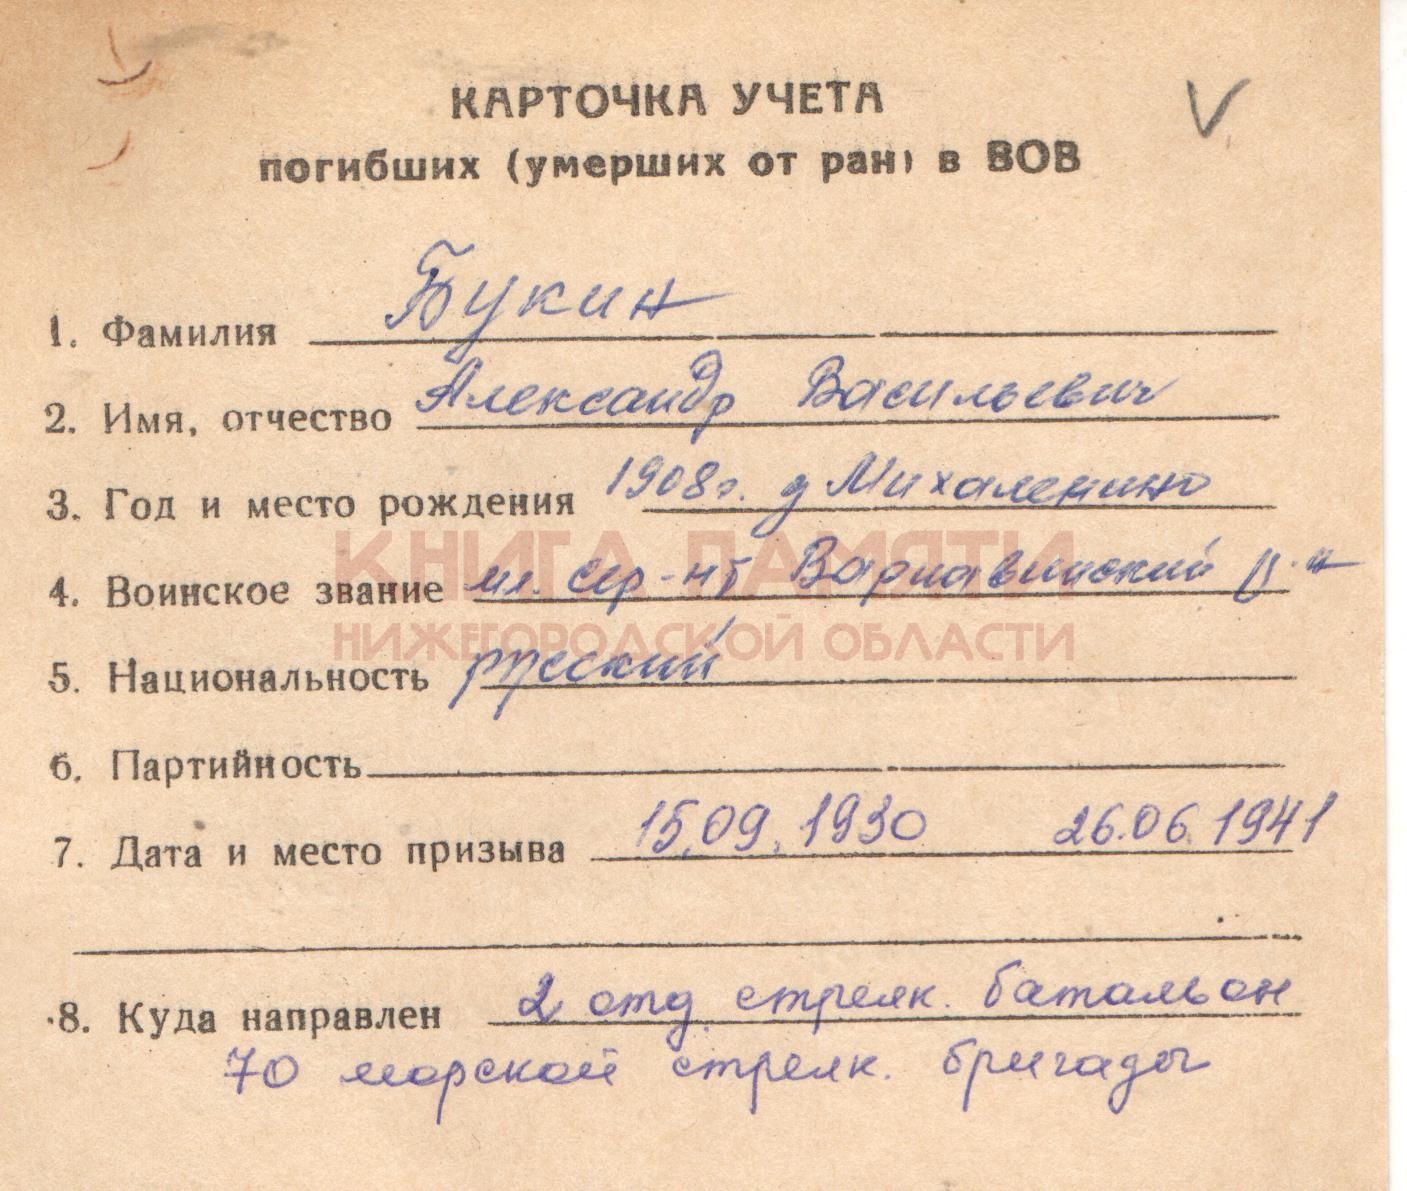 КАРТОЧКА УЧЕТА
погибших (умерших от ран) в ВОВ
1. Фамилия Букин
2. Имя, отчество Александр Васильевич
3. Год и место рождения 1908г. д Михаленино
КНИГА ПАМЯТИ
4. Воинское звание мл. сер-нт Варнавинский р-н
НИЖЕГОРОДСКОЙ ОБЛАСТИ
5. Национальность русский
6. Партийность
7. Дата и место призыва 15.09.1930 26.06.1941
8. Куда направлен 2 отд. стрелк. батальон
70 морской стрелк. бригады